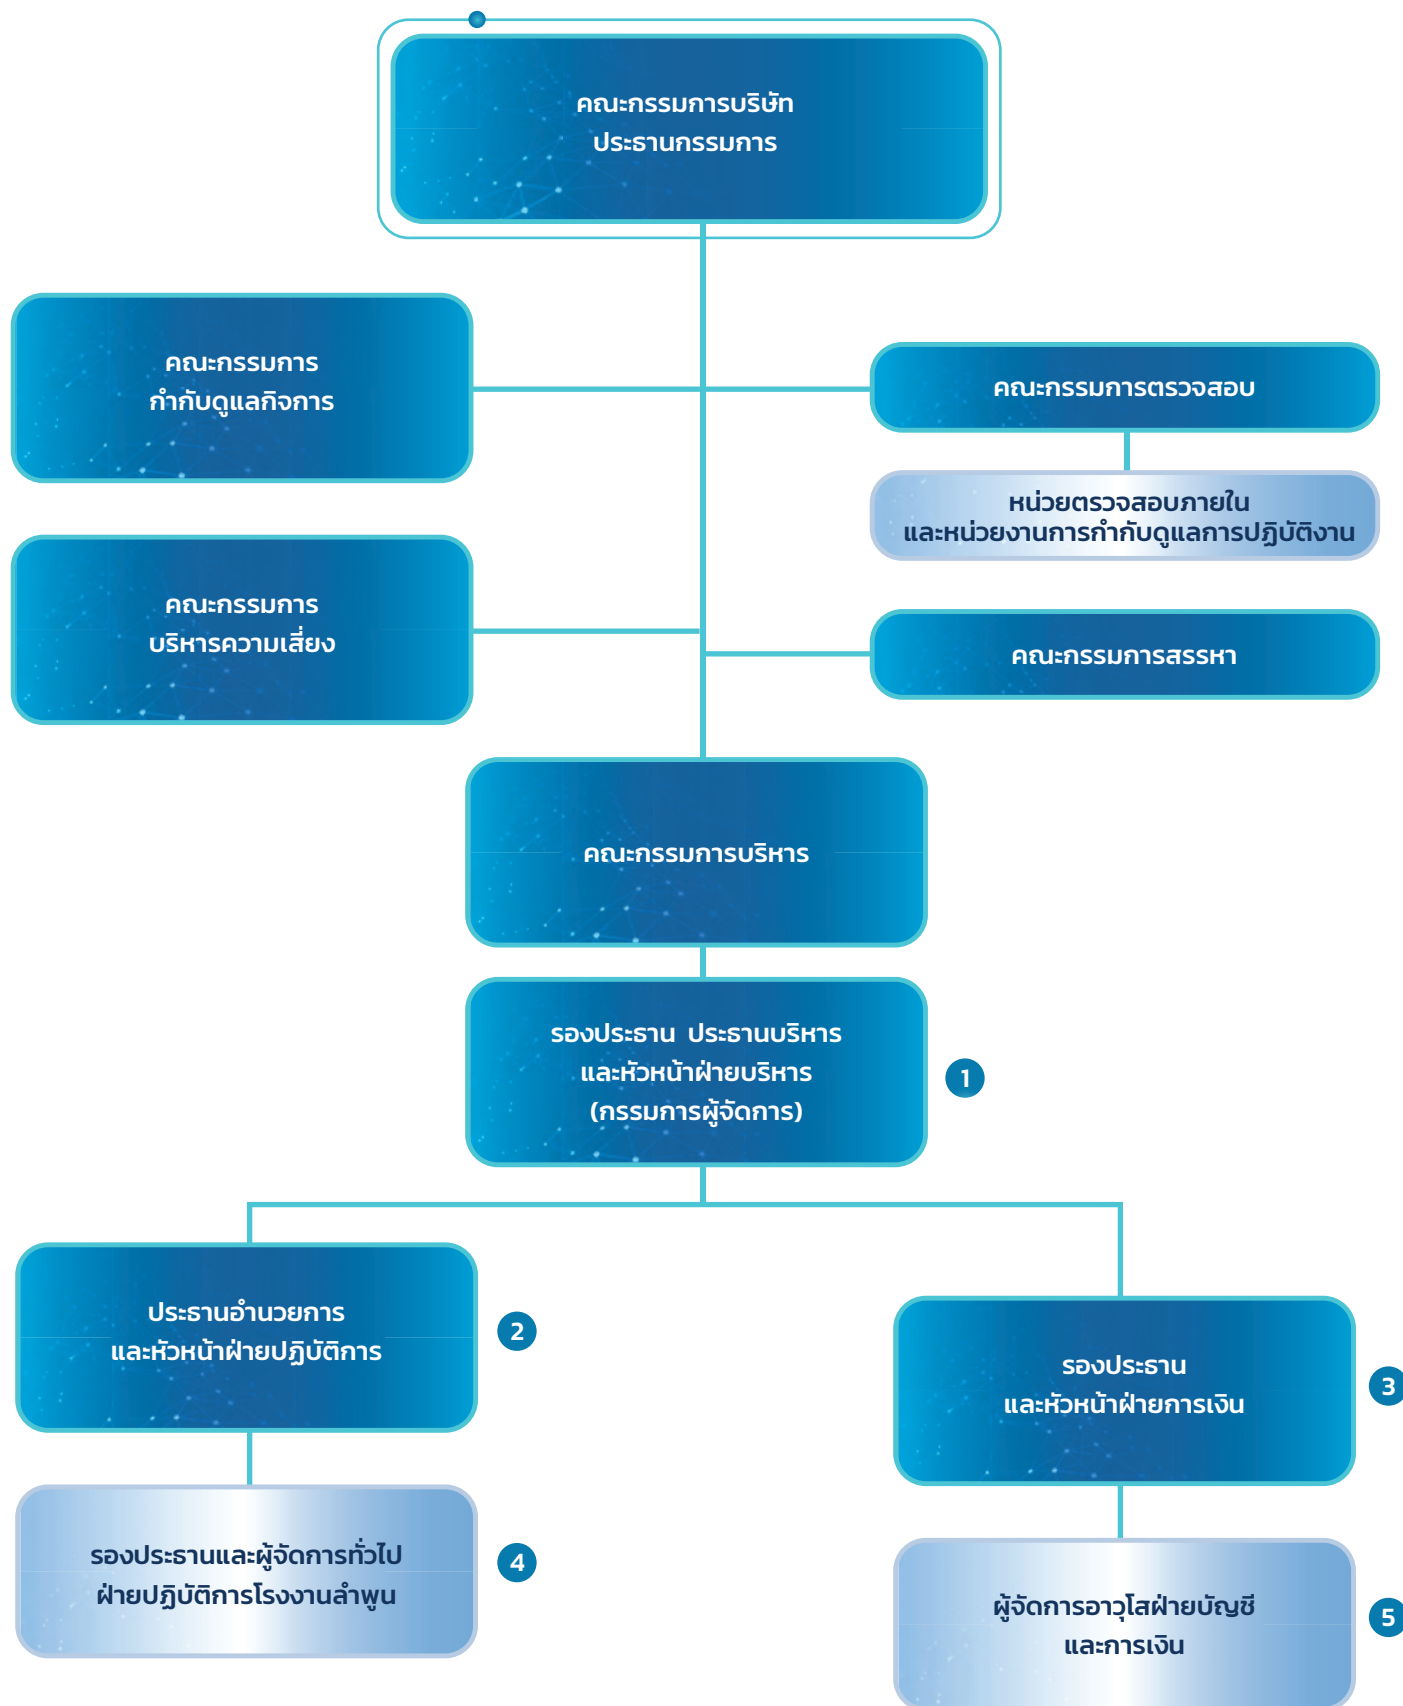 คณะกรรมการบริษัท
ประธานกรรมการ
คณะกรรมการ
กำกับดูแลกิจการ
คณะกรรมการตรวจสอบ
หน่วยตรวจสอบภายใน
และหน่วยงานการกำกับดูแลการปฏิบัติงาน
คณะกรรมการ
บริหารความเสี่ยง
คณะกรรมการสรรหา
คณะกรรมการบริหาร
รองประธาน ประธานบริหาร
และหัวหน้าฝ่ายบริหาร
(กรรมการผู้จัดการ)
1
ประธานอำนวยการ
และหัวหน้าฝ่ายปฏิบัติการ
2
รองประธาน
และหัวหน้าฝ่ายการเงิน
3
รองประธานและผู้จัดการทั่วไป
ฝ่ายปฏิบัติการโรงงานลำพูน
4
ผู้จัดการอาวุโสฝ่ายบัญชี
และการเงิน
5